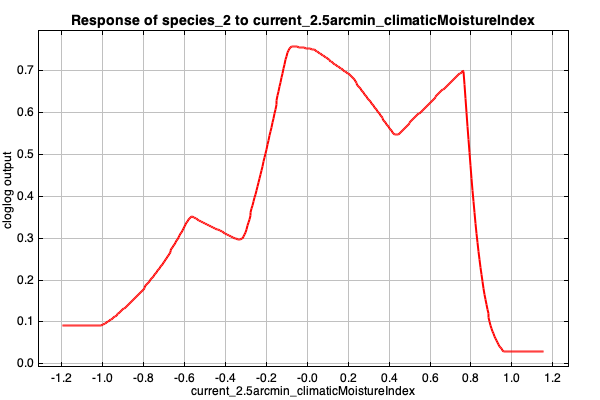 Response of species_2 to current_2.5arcmin_climaticMoistureIndex
cloglog output
0.7
0.6
0.5
0.4
0.3
0.2
0.1
0.0
-1.2 -1.0 -0.8 -0.6 -0.4 -0.2 -0.0 0.2 0.4 0.6 0.8 1.0 1.2
current_2.5arcmin_climaticMoistureIndex